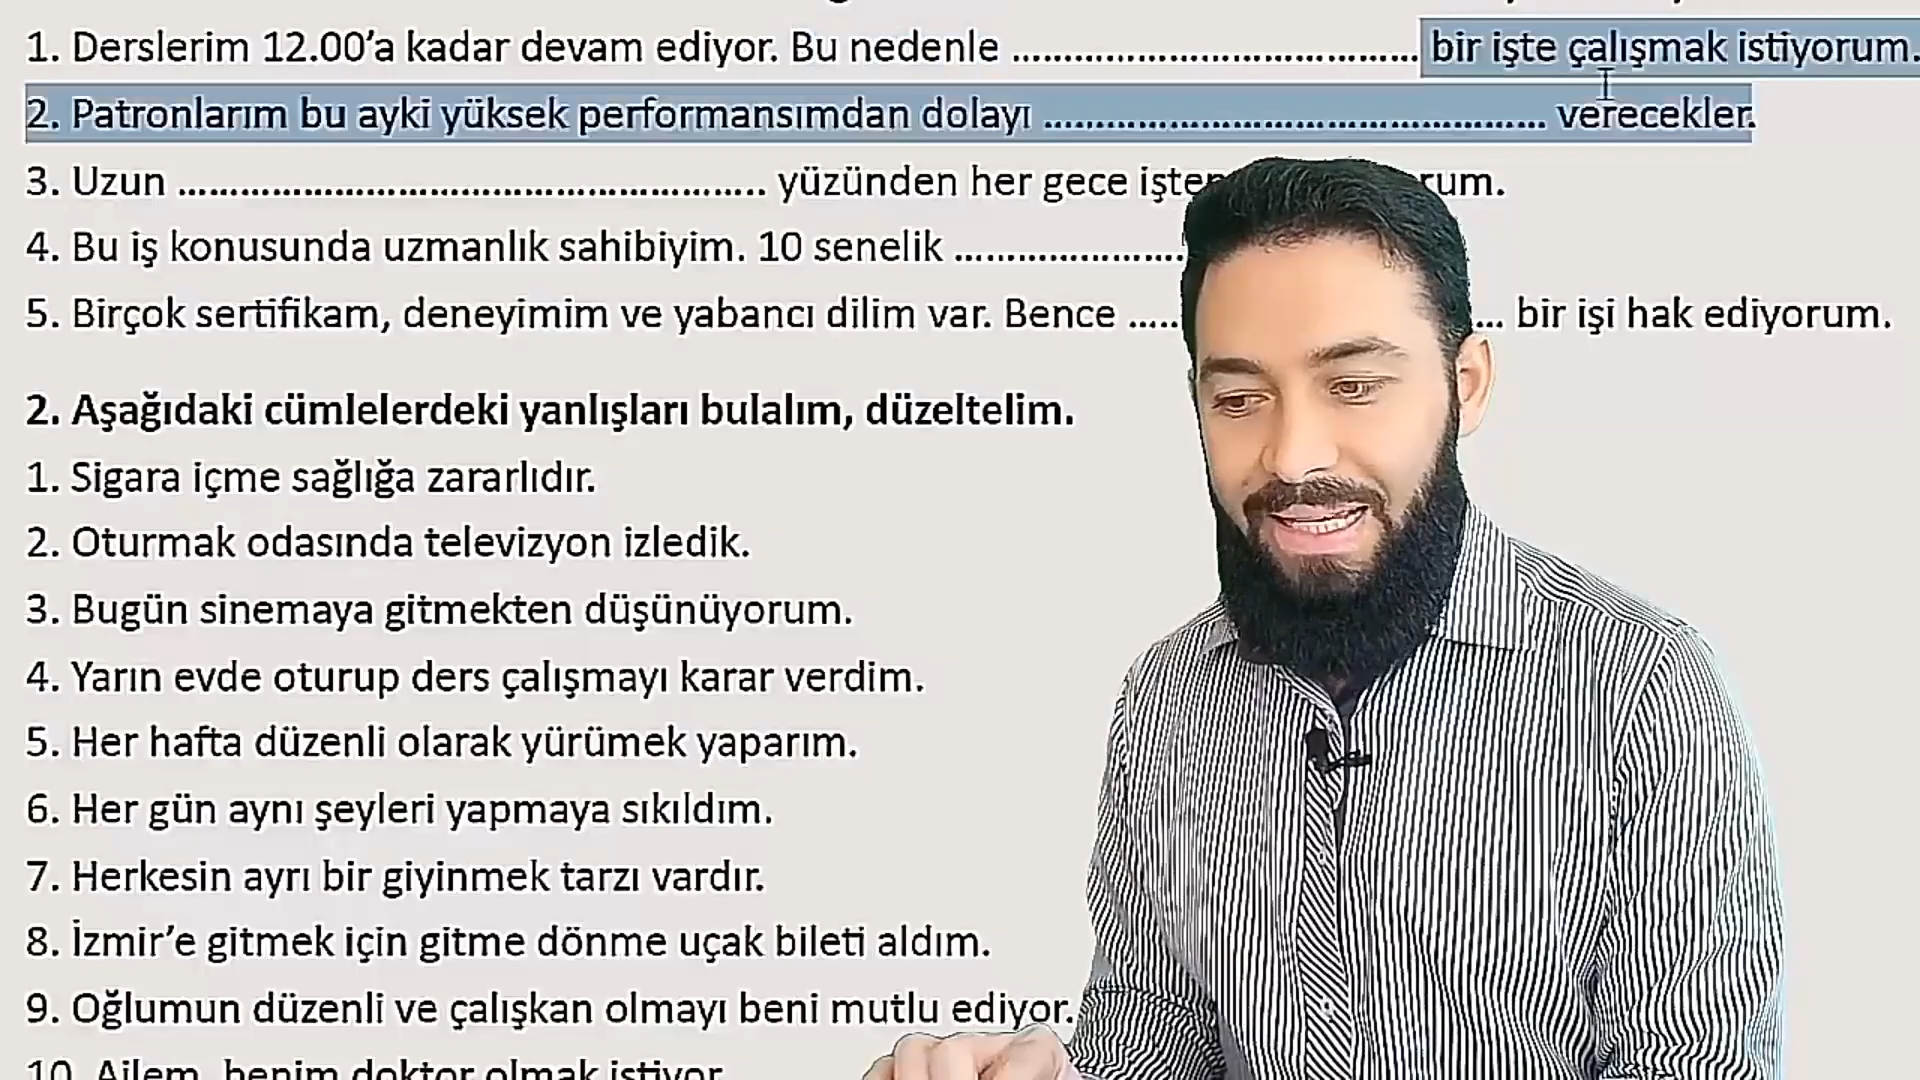 1. Derslerim 12.00’a kadar devam ediyor. Bu nedenle ........................................ bir işte çalışmak istiyorum.
2. Patronlarım bu ayki yüksek performansımdan dolayı .................................................. verecekler.
3. Uzun .......................................................... yüzünden her gece
4. Bu iş konusunda uzmanlık sahibiyim. 10 senelik .......................
5. Birçok sertifikam, deneyimim ve yabancı dilim var. Bence ..... ... bir işi hak ediyorum.
2. Aşağıdaki cümlelerdeki yanlışları bulalım, düzeltelim.
1. Sigara içme sağlığa zararlıdır.
2. Oturmak odasında televizyon izledik.
3. Bugün sinemaya gitmekten düşünüyorum.
4. Yarın evde oturup ders çalışmayı karar verdim.
5. Her hafta düzenli olarak yürümek yaparım.
6. Her gün aynı şeyleri yapmaya sıkıldım.
7. Herkesin ayrı bir giyinmek tarzı vardır.
8. İzmir’e gitmek için gitme dönme uçak bileti aldım.
9. Oğlumun düzenli ve çalışkan olmayı beni mutlu ediyor.
10. Ailem, benim doktor olmak istiyor.